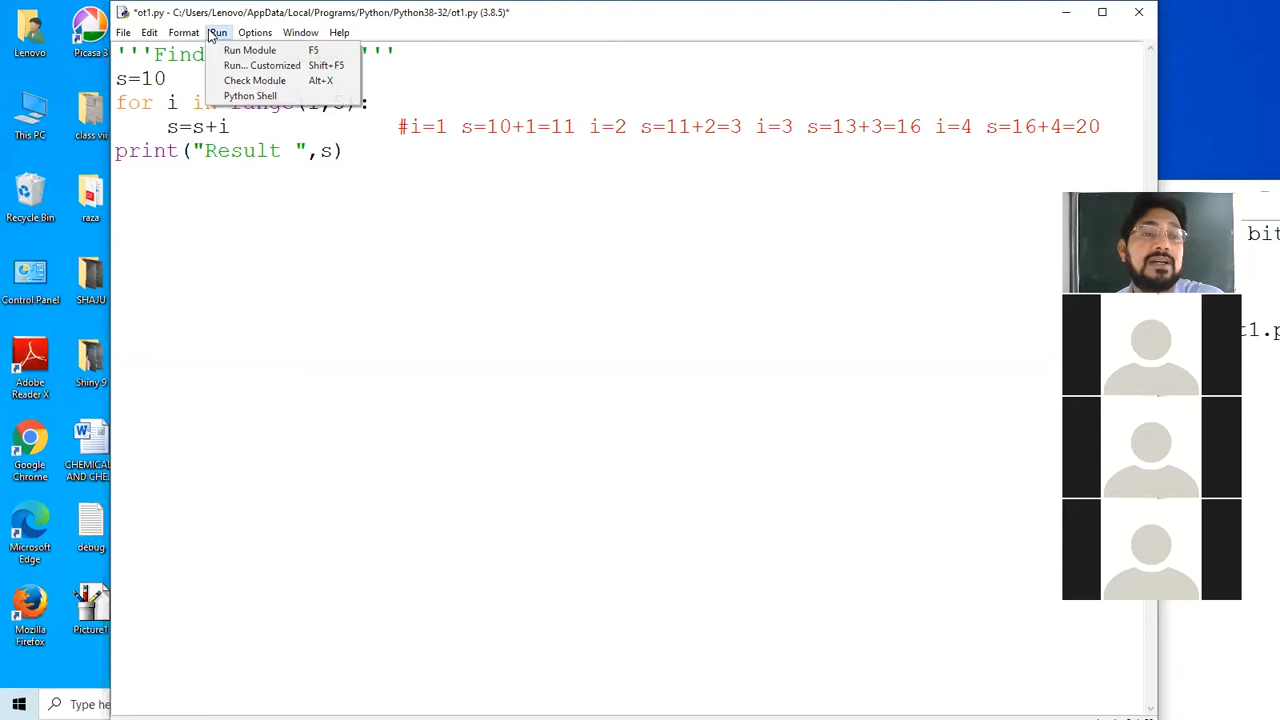 *ot1.py - C:/Users/Lenovo/AppData/Local/Programs/Python/Python38-32/ot1.py (3.8.5)*
File Edit Format Run Options Window Help
Run Module F5
Run... Customized Shift+F5
Check Module Alt+X
Python Shell
'''Find '''
s=10
for i in range(1,5):
s=s+i #i=1 s=10+1=11 i=2 s=11+2=3 i=3 s=13+3=16 i=4 s=16+4=20
print("Result ",s)
Lenovo
Picasa 3
This PC
class vii
Recycle Bin
raza
Control Panel
SHAJU
Adobe
Reader X
Shiny 9
Google
Chrome
CHEMICAL
AND CHE...
Microsoft
Edge
debug
Mozilla
Firefox
Picture1
Type he
bit
t1.p